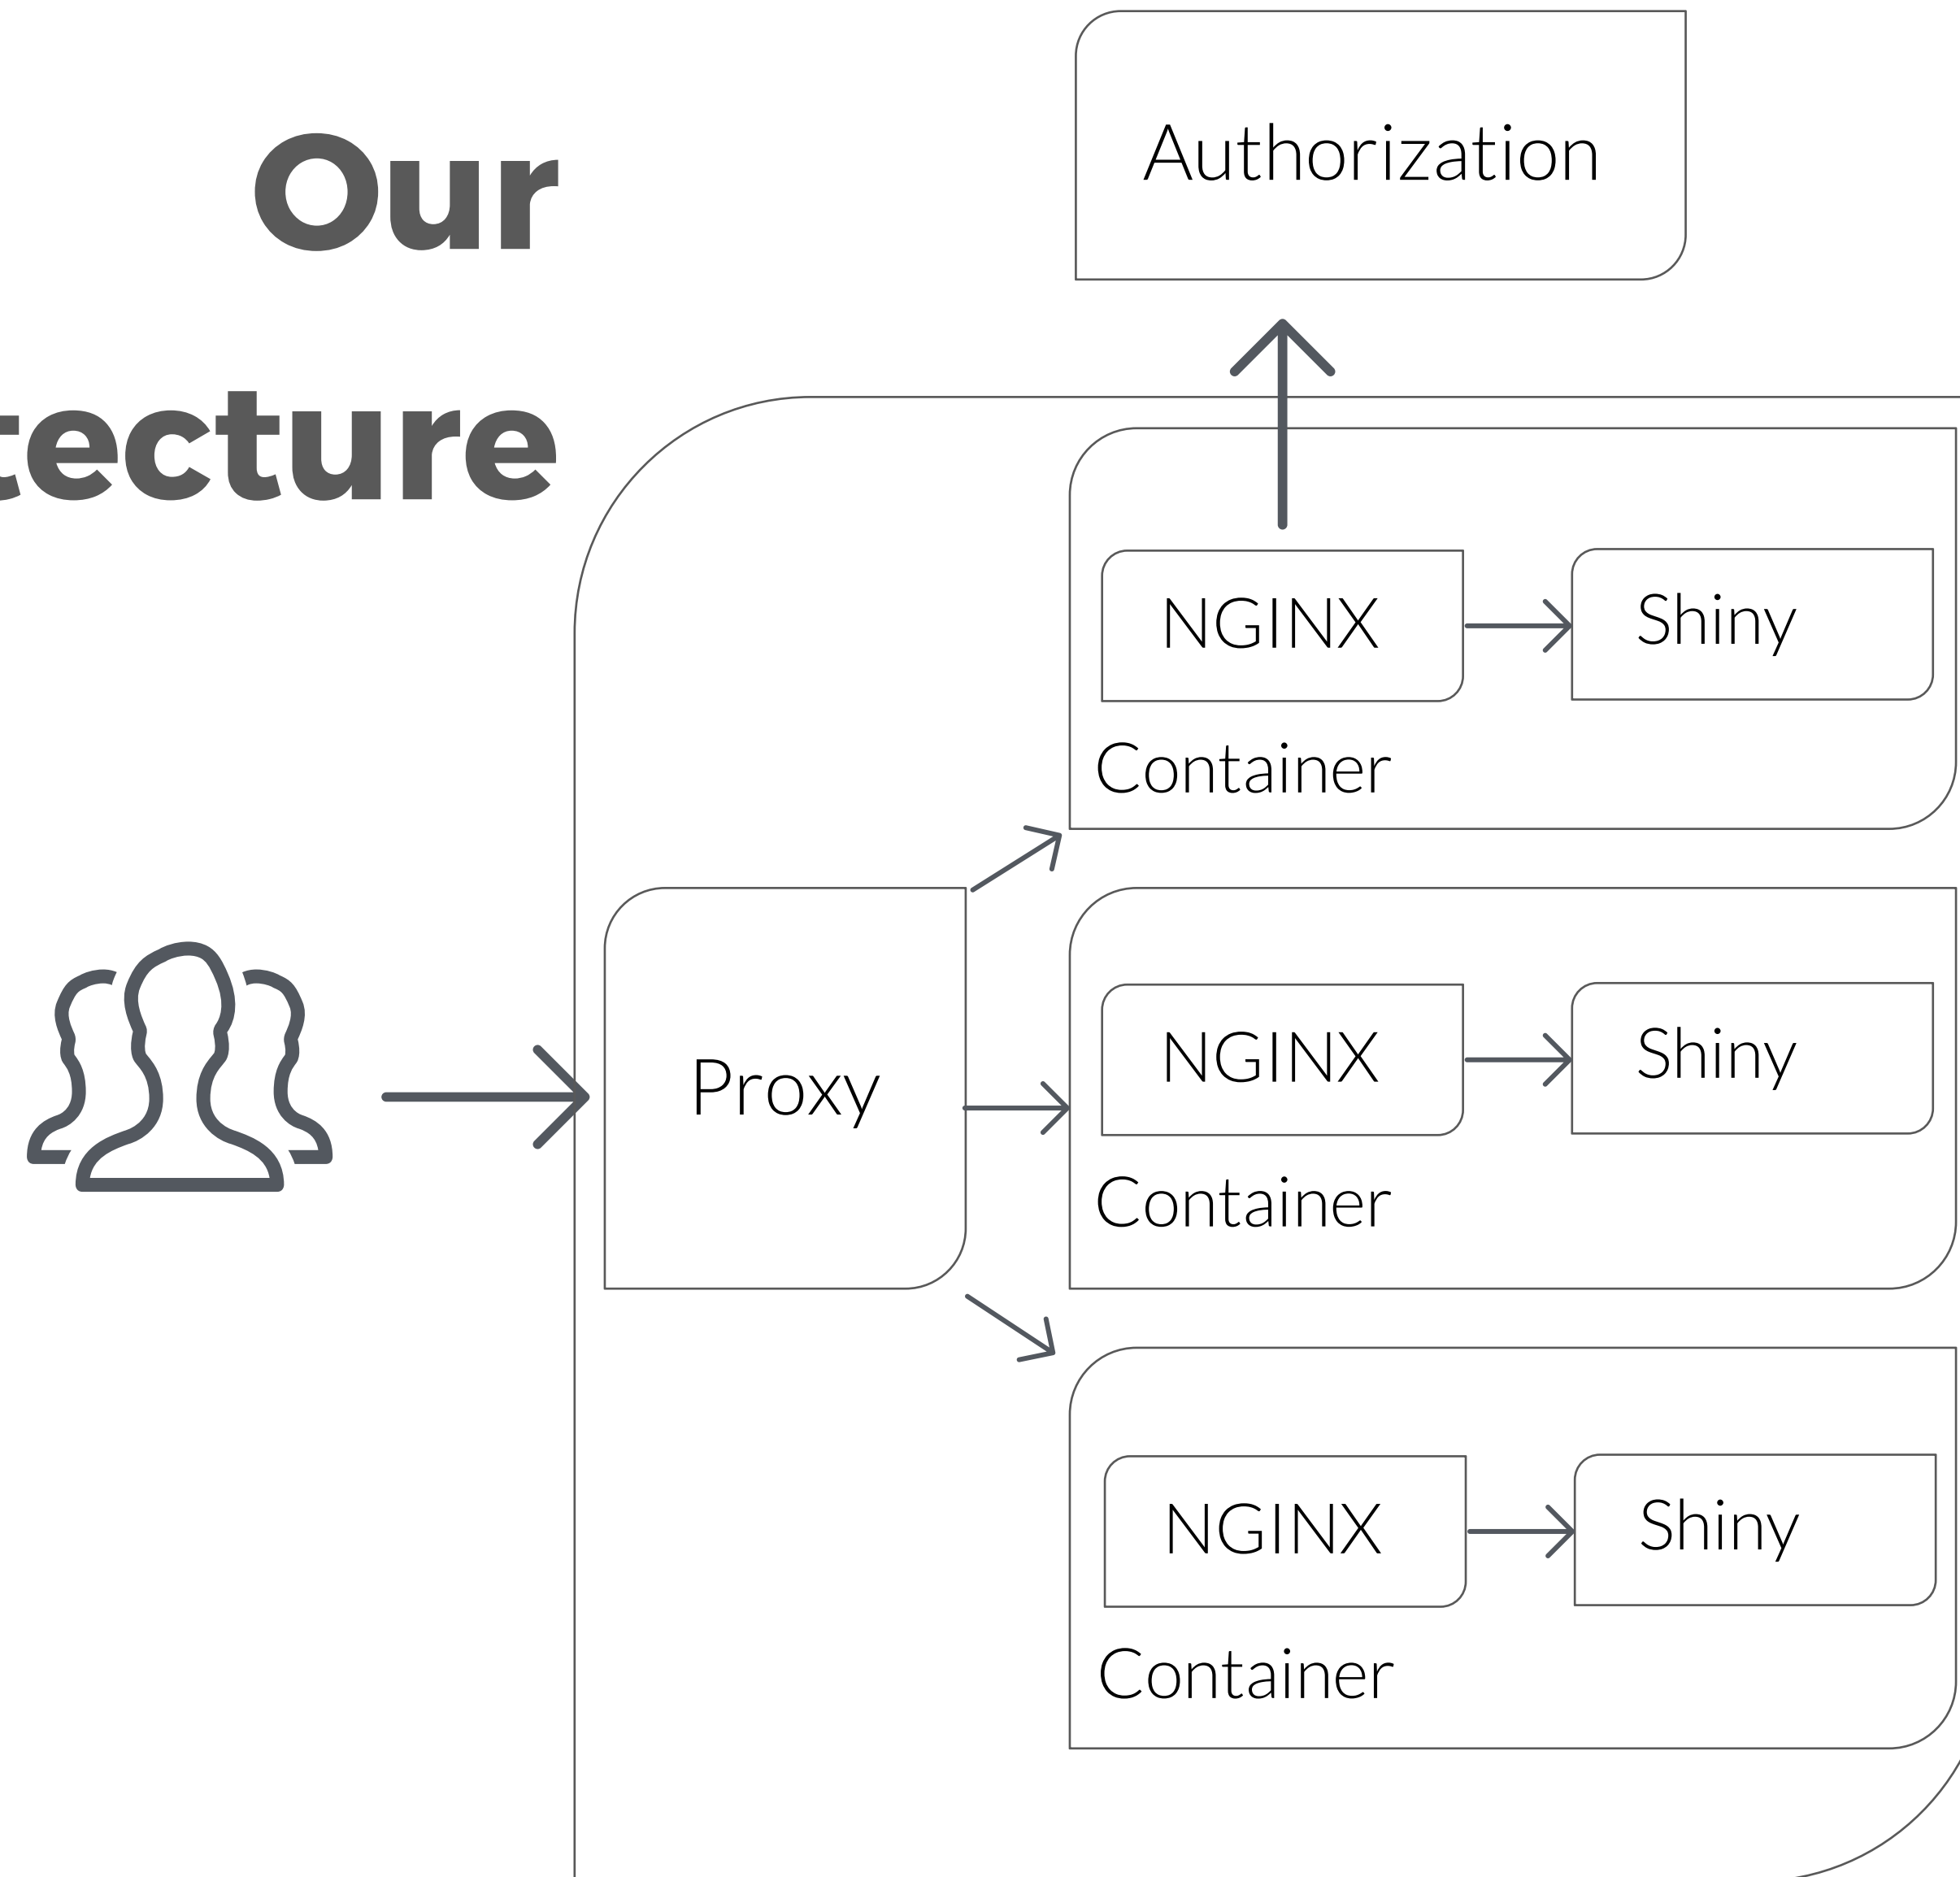 Our
tecture
Authorization
NGINX
Shiny
Container
Proxy
NGINX
Shiny
Container
NGINX
Shiny
Container